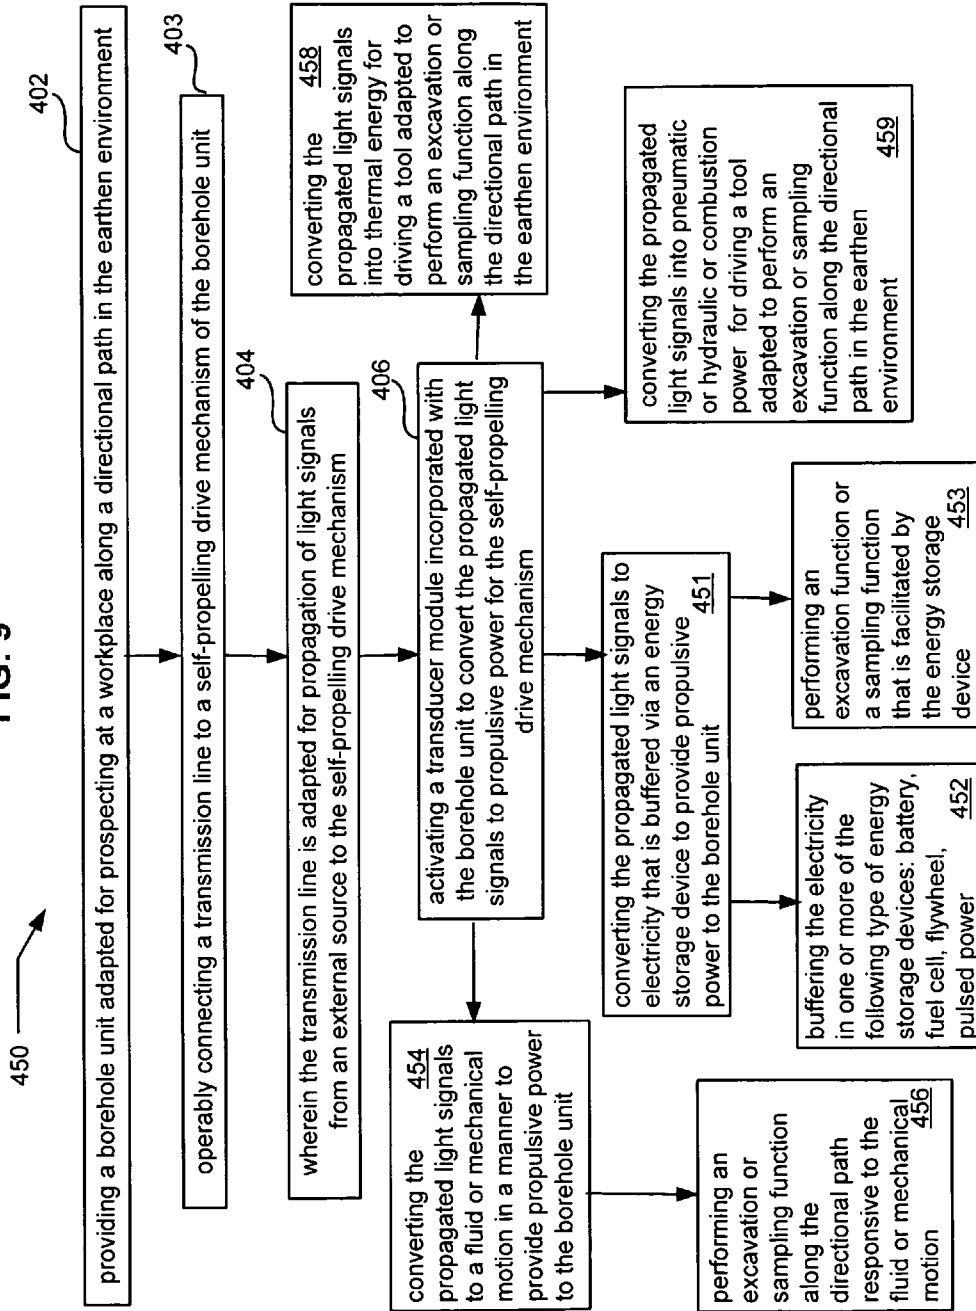 FIG. 9
450
402
providing a borehole unit adapted for prospecting at a workplace along a directional path in the earthen environment
403
operably connecting a transmission line to a self-propelling drive mechanism of the borehole unit
404
wherein the transmission line is adapted for propagation of light signals
from an external source to the self-propelling drive mechanism
406
activating a transducer module incorporated with
the borehole unit to convert the propagated light
signals to propulsive power for the self-propelling
drive mechanism
converting the
454
propagated light signals
to a fluid or mechanical
motion in a manner to
provide propulsive power
to the borehole unit
performing an
excavation or
sampling function
along the
directional path
responsive to the
fluid or mechanical
motion 456
converting the propagated light signals to
electricity that is buffered via an energy
storage device to provide propulsive
power to the borehole unit 451
buffering the electricity
in one or more of the
following type of energy
storage devices: battery,
fuel cell, flywheel,
pulsed power 452
performing an
excavation function or
a sampling function
that is facilitated by
the energy storage
device 453
converting the 458
propagated light signals
into thermal energy for
driving a tool adapted to
perform an excavation or
sampling function along
the directional path in
the earthen environment
converting the propagated
light signals into pneumatic
or hydraulic or combustion
power for driving a tool
adapted to perform an
excavation or sampling
function along the directional
path in the earthen
environment 459